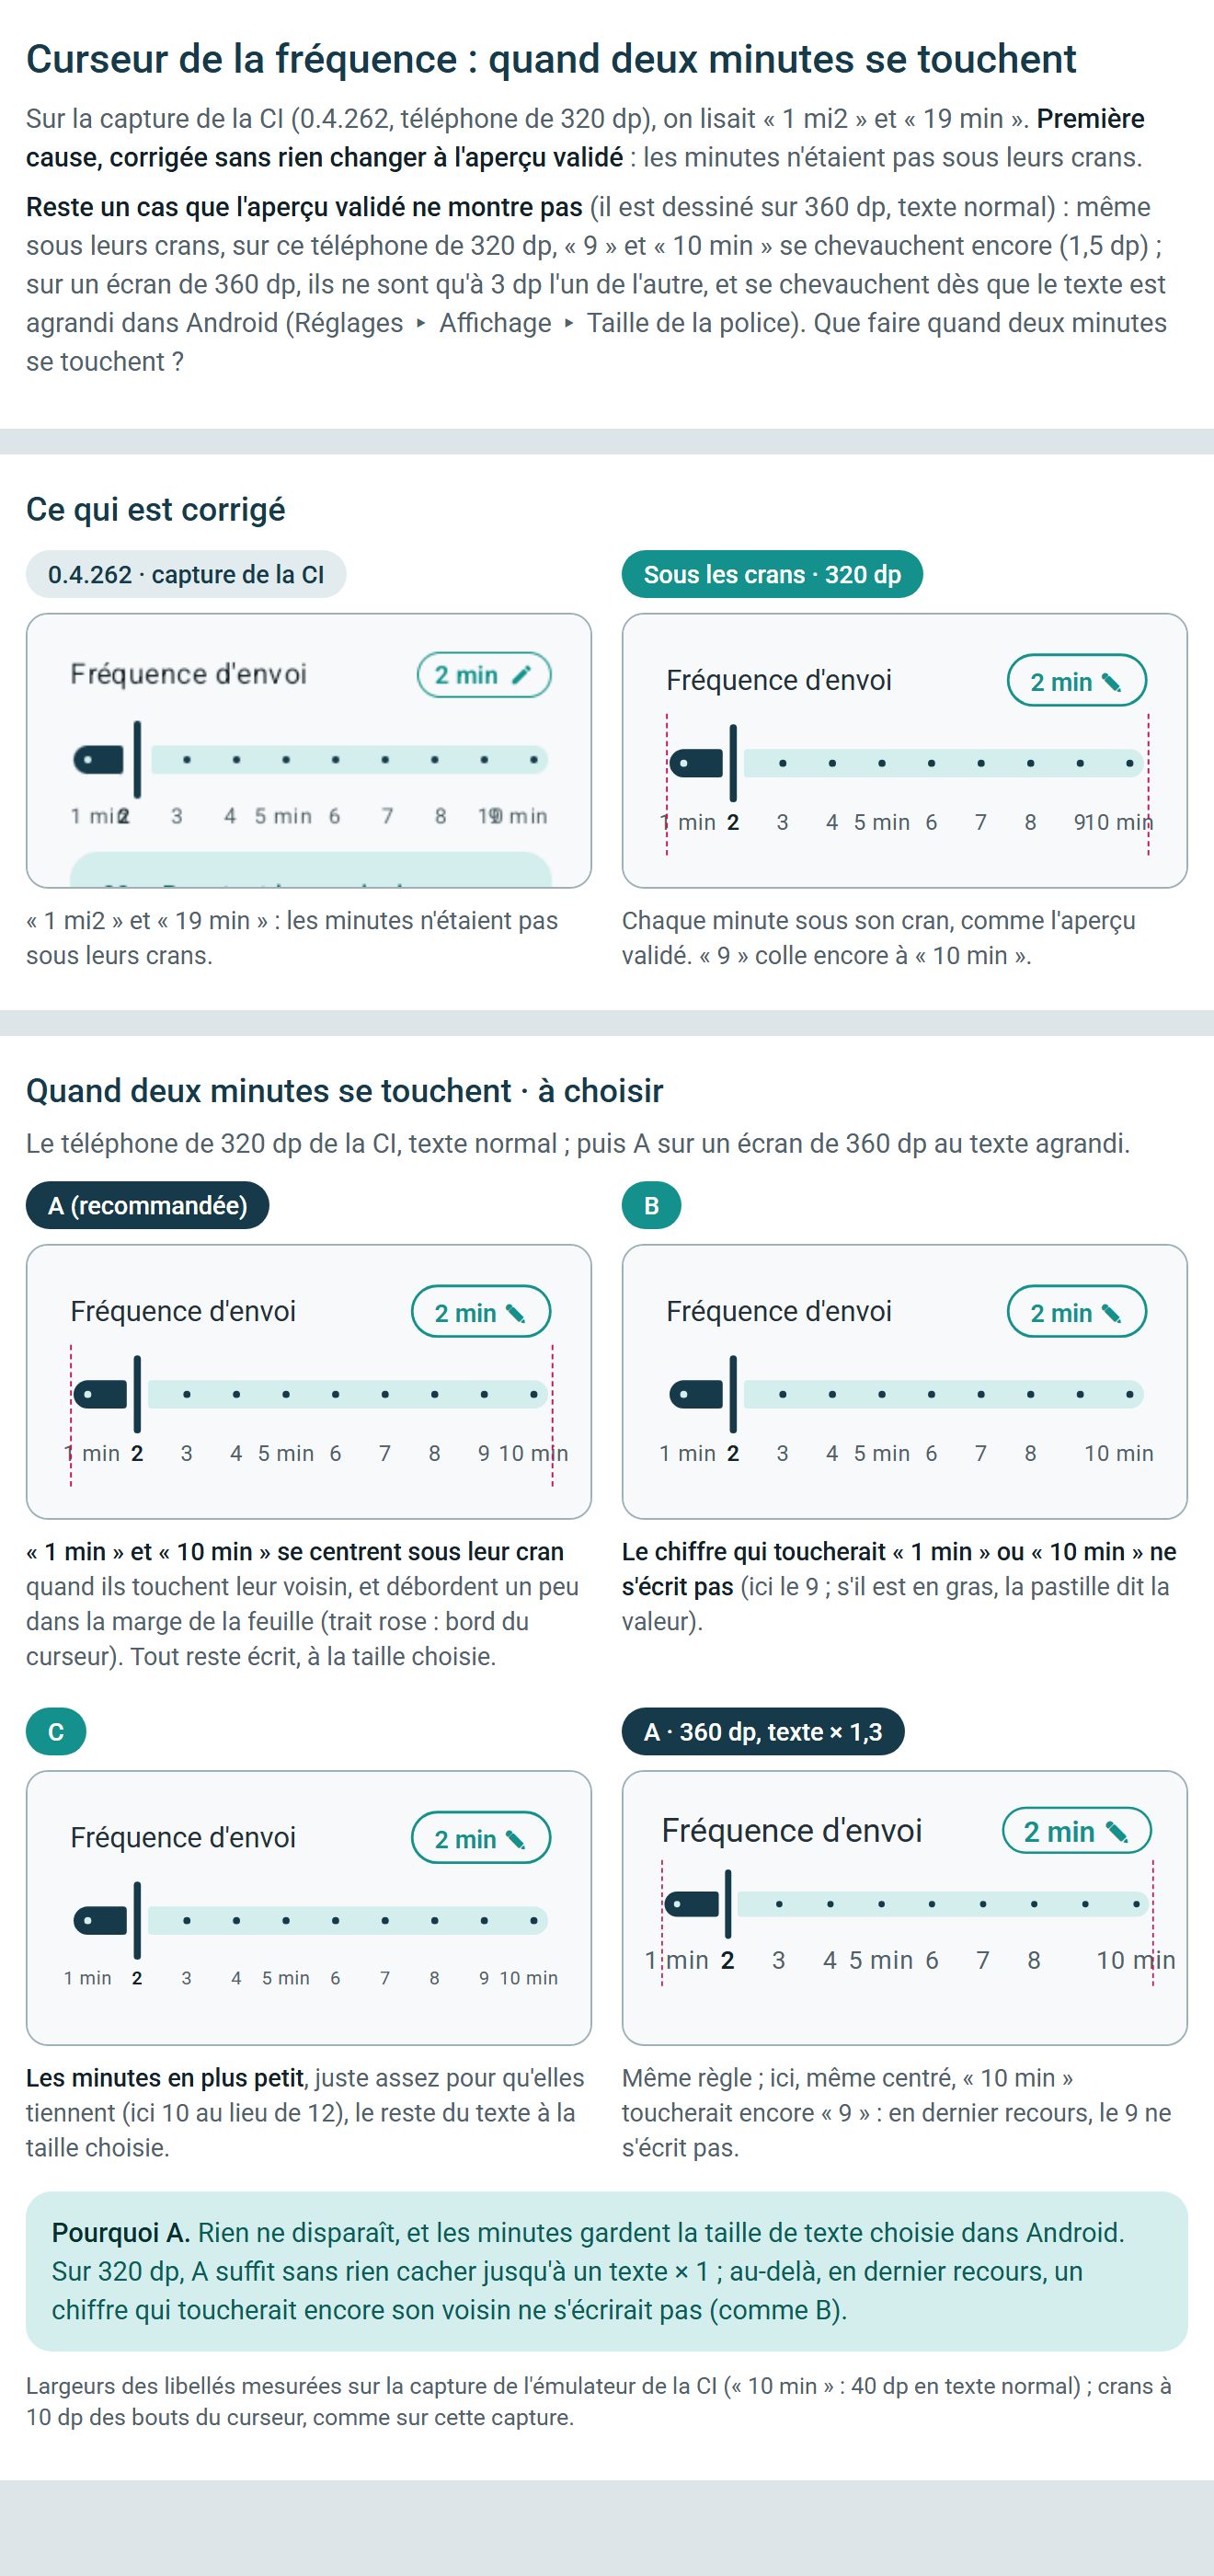 Curseur de la fréquence : quand deux minutes se touchent
Sur la capture de la CI (0.4.262, téléphone de 320 dp), on lisait « 1 mi2 » et « 19 min ». Première
cause, corrigée sans rien changer à l'aperçu validé : les minutes n'étaient pas sous leurs crans.
Reste un cas que l'aperçu validé ne montre pas (il est dessiné sur 360 dp, texte normal) : même
sous leurs crans, sur ce téléphone de 320 dp, « 9 » et « 10 min » se chevauchent encore (1,5 dp) ;
sur un écran de 360 dp, ils ne sont qu'à 3 dp l'un de l'autre, et se chevauchent dès que le texte est
agrandi dans Android (Réglages ‣ Affichage ‣ Taille de la police). Que faire quand deux minutes
se touchent ?
Ce qui est corrigé
0.4.262 · capture de la CI
Sous les crans · 320 dp
Fréquence d'envoi
2 min
1 min 2 3 4 5 min 6 7 8 9 10 min
Fréquence d'envoi
2 min
1 min 2 3 4 5 min 6 7 8 9 10 min
« 1 mi2 » et « 19 min » : les minutes n'étaient pas
sous leurs crans.
Chaque minute sous son cran, comme l'aperçu
validé. « 9 » colle encore à « 10 min ».
Quand deux minutes se touchent · à choisir
Le téléphone de 320 dp de la CI, texte normal ; puis A sur un écran de 360 dp au texte agrandi.
A (recommandée)
B
Fréquence d'envoi
2 min
1 min 2 3 4 5 min 6 7 8 9 10 min
Fréquence d'envoi
2 min
1 min 2 3 4 5 min 6 7 8 10 min
« 1 min » et « 10 min » se centrent sous leur cran
quand ils touchent leur voisin, et débordent un peu
dans la marge de la feuille (trait rose : bord du
curseur). Tout reste écrit, à la taille choisie.
Le chiffre qui toucherait « 1 min » ou « 10 min » ne
s'écrit pas (ici le 9 ; s'il est en gras, la pastille dit la
valeur).
C
A · 360 dp, texte × 1,3
Fréquence d'envoi
2 min
1 min 2 3 4 5 min 6 7 8 9 10 min
Fréquence d'envoi
2 min
1 min 2 3 4 5 min 6 7 8 10 min
Les minutes en plus petit, juste assez pour qu'elles
tiennent (ici 10 au lieu de 12), le reste du texte à la
taille choisie.
Même règle ; ici, même centré, « 10 min »
toucherait encore « 9 » : en dernier recours, le 9 ne
s'écrit pas.
Pourquoi A. Rien ne disparaît, et les minutes gardent la taille de texte choisie dans Android.
Sur 320 dp, A suffit sans rien cacher jusqu'à un texte × 1 ; au-delà, en dernier recours, un
chiffre qui toucherait encore son voisin ne s'écrirait pas (comme B).
Largeurs des libellés mesurées sur la capture de l'émulateur de la CI (« 10 min » : 40 dp en texte normal) ; crans à
10 dp des bouts du curseur, comme sur cette capture.